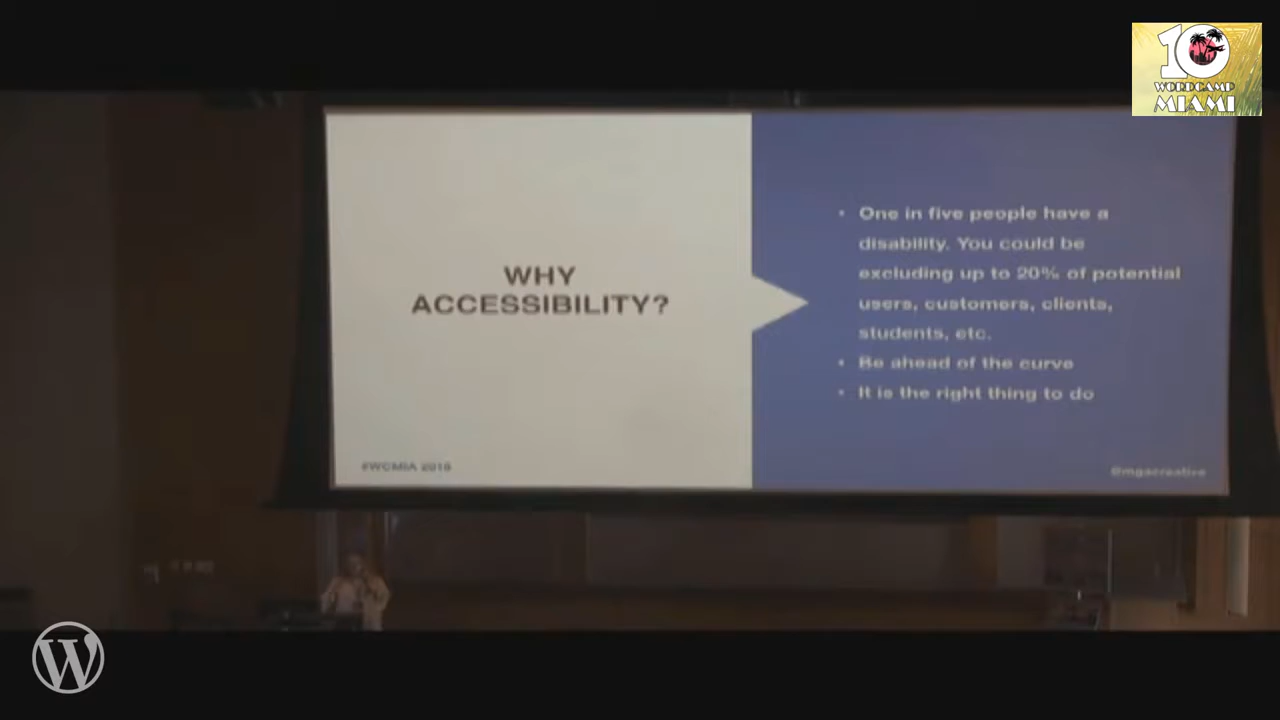 10
WORDCAMP
MIAMI
WHY
ACCESSIBILITY?
• One in five people have a
disability. You could be
excluding up to 20% of potential
users, customers, clients,
students, etc.
• Be ahead of the curve
• It is the right thing to do
#WCMIA 2018
@mgacreative
W